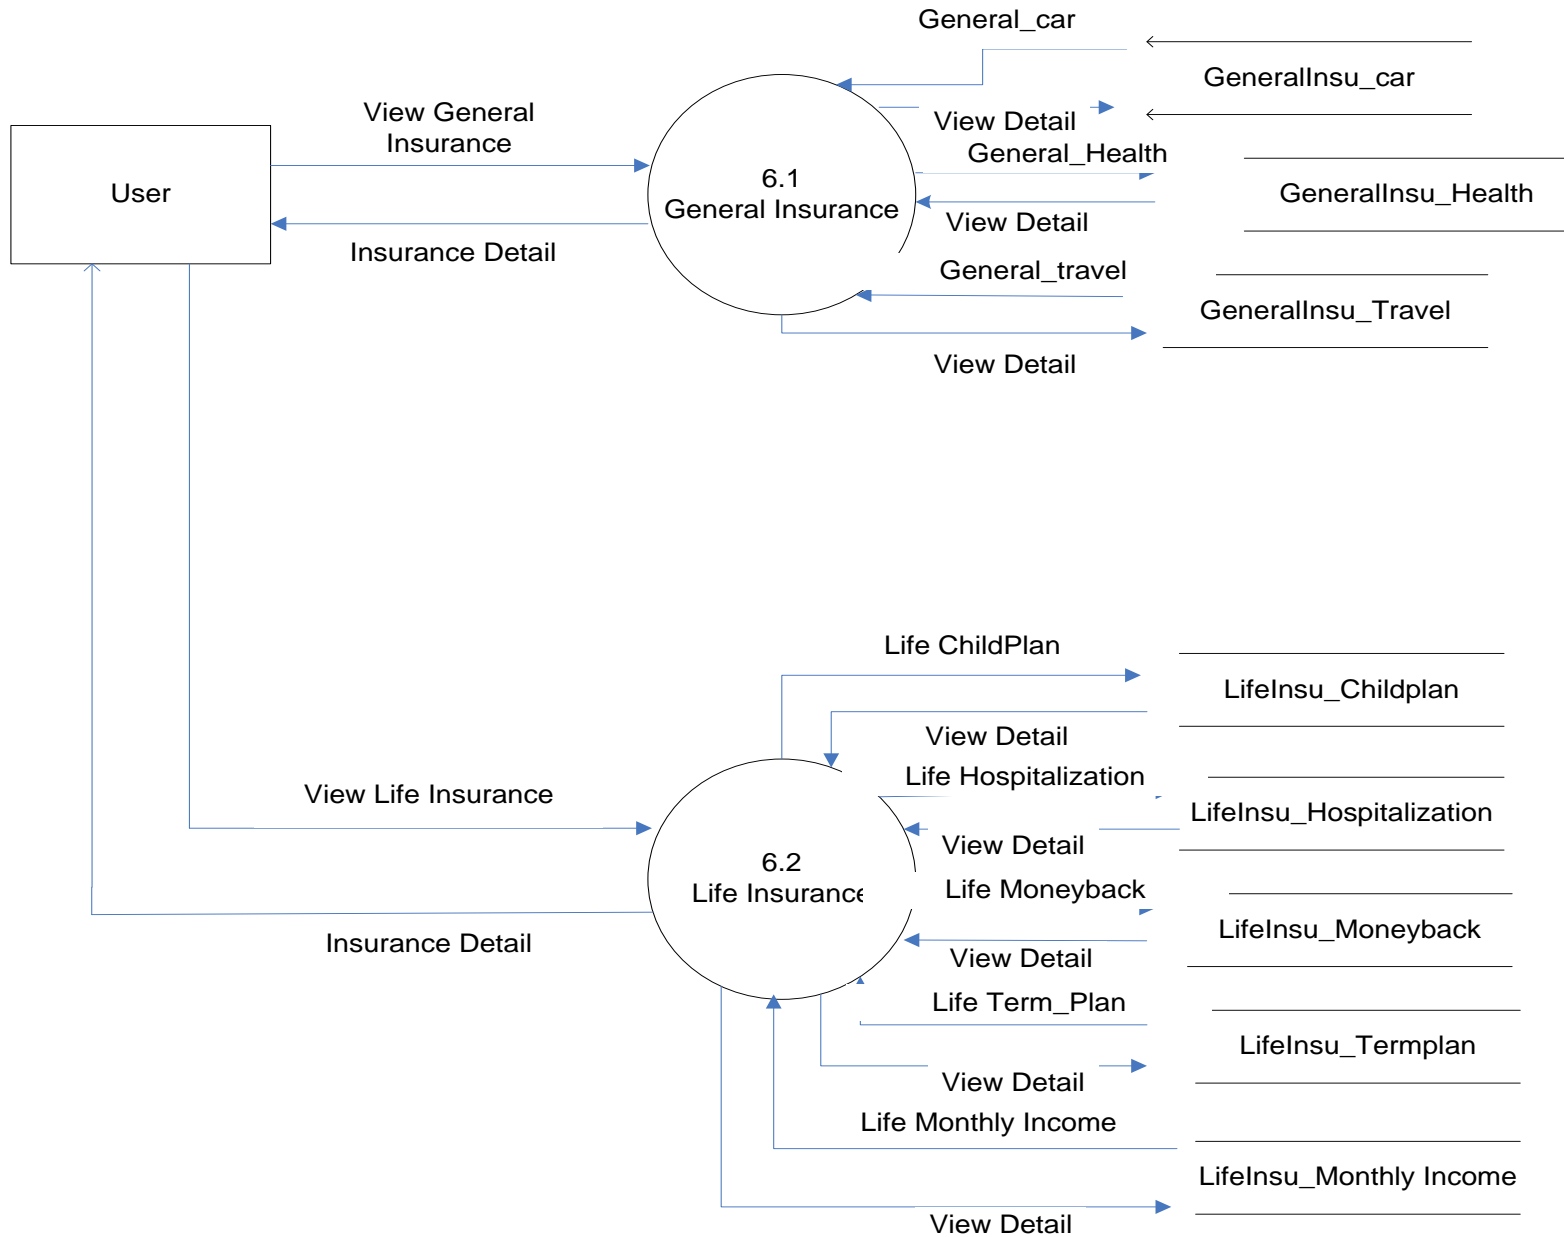 General_car
GeneralInsu_car
View General
Insurance
View Detail
General_Health
User
6.1
General Insurance
GeneralInsu_Health
View Detail
Insurance Detail
General_travel
GeneralInsu_Travel
View Detail
Life ChildPlan
LifeInsu_Childplan
View Detail
Life Hospitalization
View Life Insurance
LifeInsu_Hospitalization
View Detail
6.2
Life Insurance
Life Moneyback
LifeInsu_Moneyback
Insurance Detail
View Detail
Life Term_Plan
LifeInsu_Termplan
View Detail
Life Monthly Income
LifeInsu_Monthly Income
View Detail